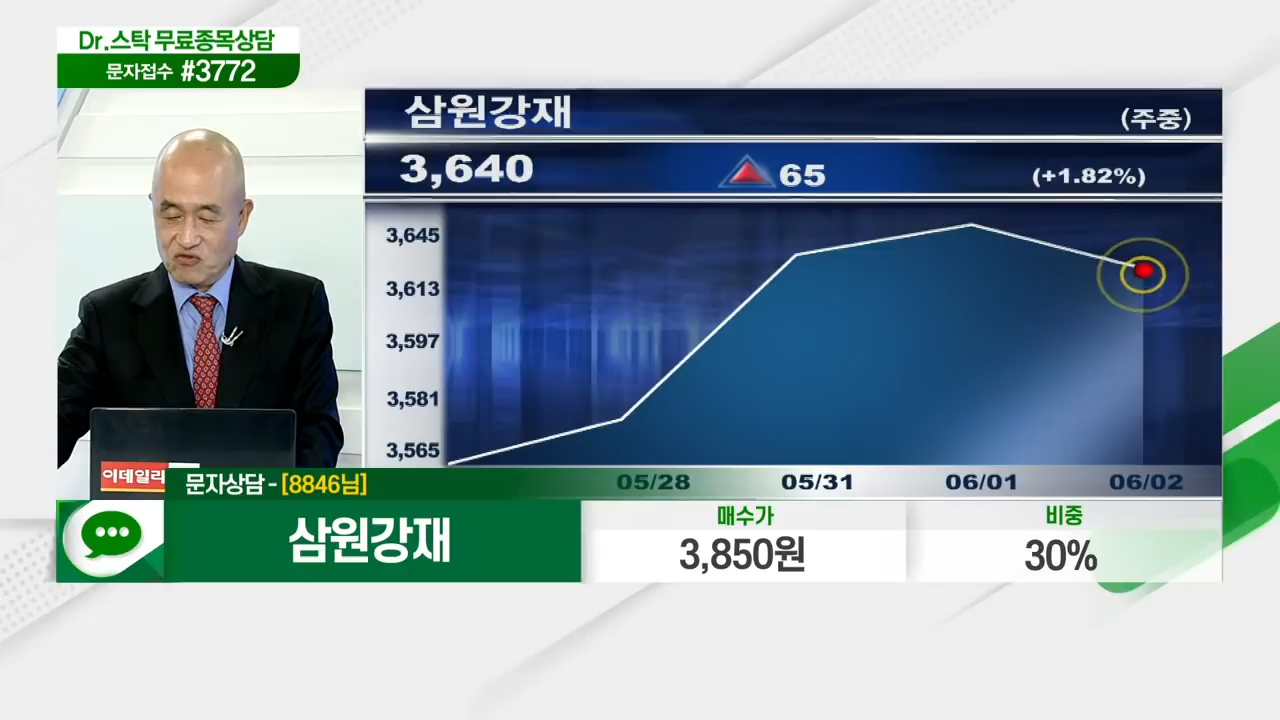 Dr.스탁 무료종목상담
문자접수 #3772
삼원강재 (주중)
3,640 65 (+1.82%)
3,645
3,613
3,597
3,581
3,565
05/28 05/31 06/01 06/02
이데일리
문자상담 - [8846님]
삼원강재
매수가
3,850원
비중
30%